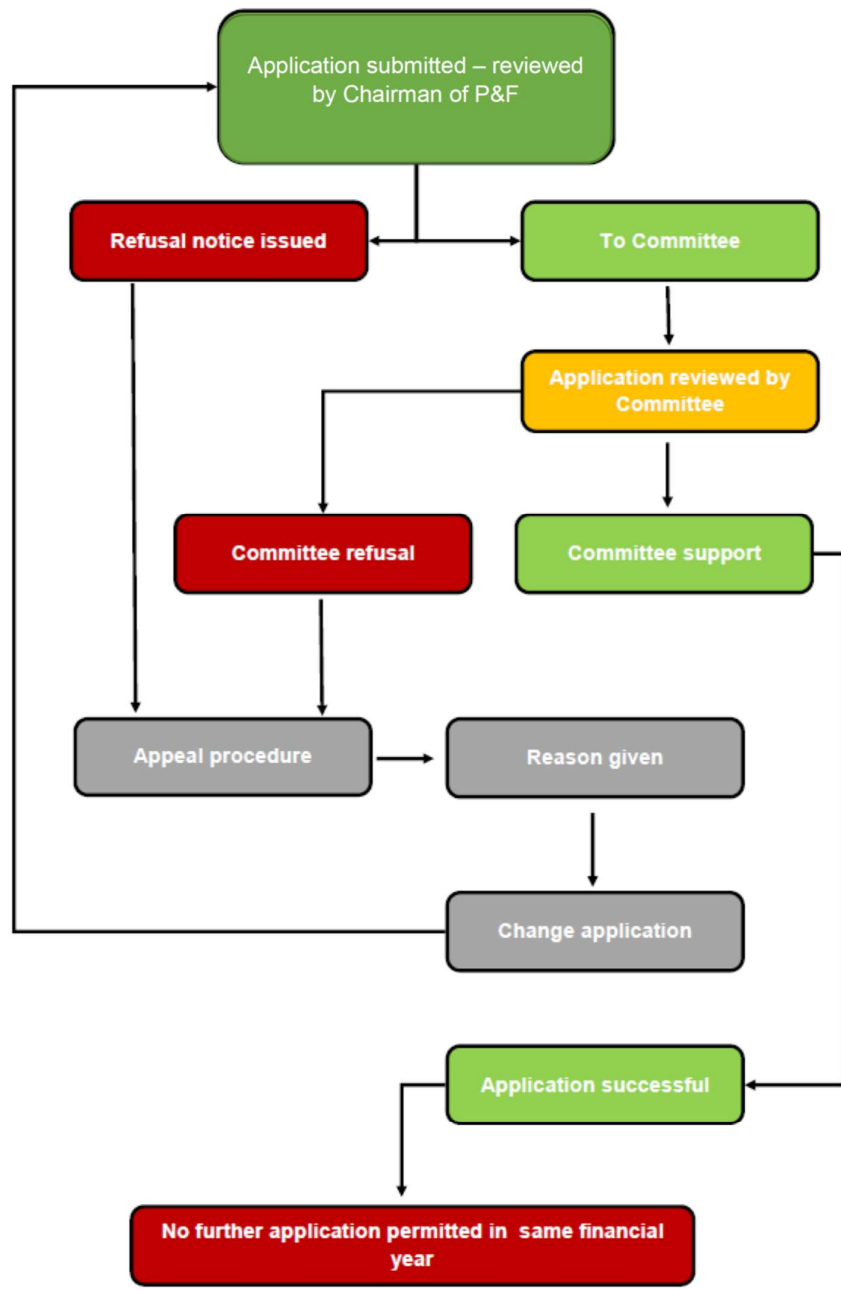 Application submitted – reviewed
by Chairman of P&F
Refusal notice issued
To Committee
Application reviewed by
Committee
Committee refusal
Committee support
Appeal procedure
Reason given
Change application
Application successful
No further application permitted in  same financial
year